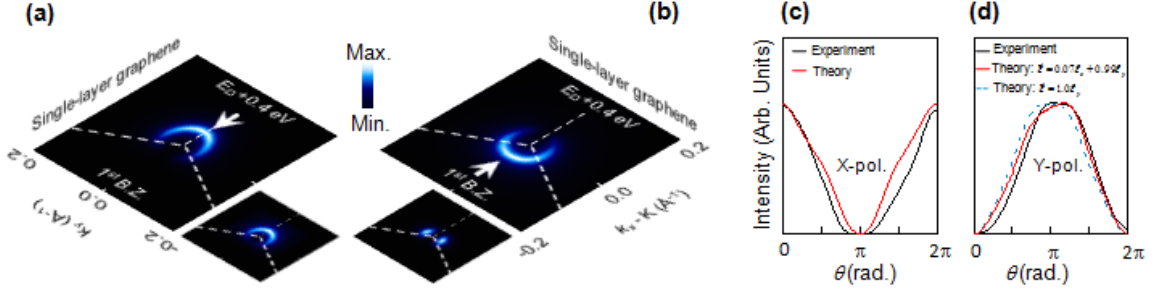 (a)
Single-layer graphene
E_D+0.4 eV
1st B.Z.
0.2
0.0
-0.2
k_y (Å⁻¹)
Max.
Min.
(b)
Single-layer graphene
E_D+0.4 eV
1st B.Z.
0.2
0.0
-0.2
k_x - K (Å⁻¹)
(c)
Intensity (Arb. Units)
Experiment
Theory
X-pol.
0
π
2π
θ (rad.)
(d)
Experiment
Theory: ε⃗ = 0.07ε⃗_x + 0.99ε⃗_y
Theory: ε⃗ = 1.0ε⃗_y
Y-pol.
0
π
2π
θ (rad.)